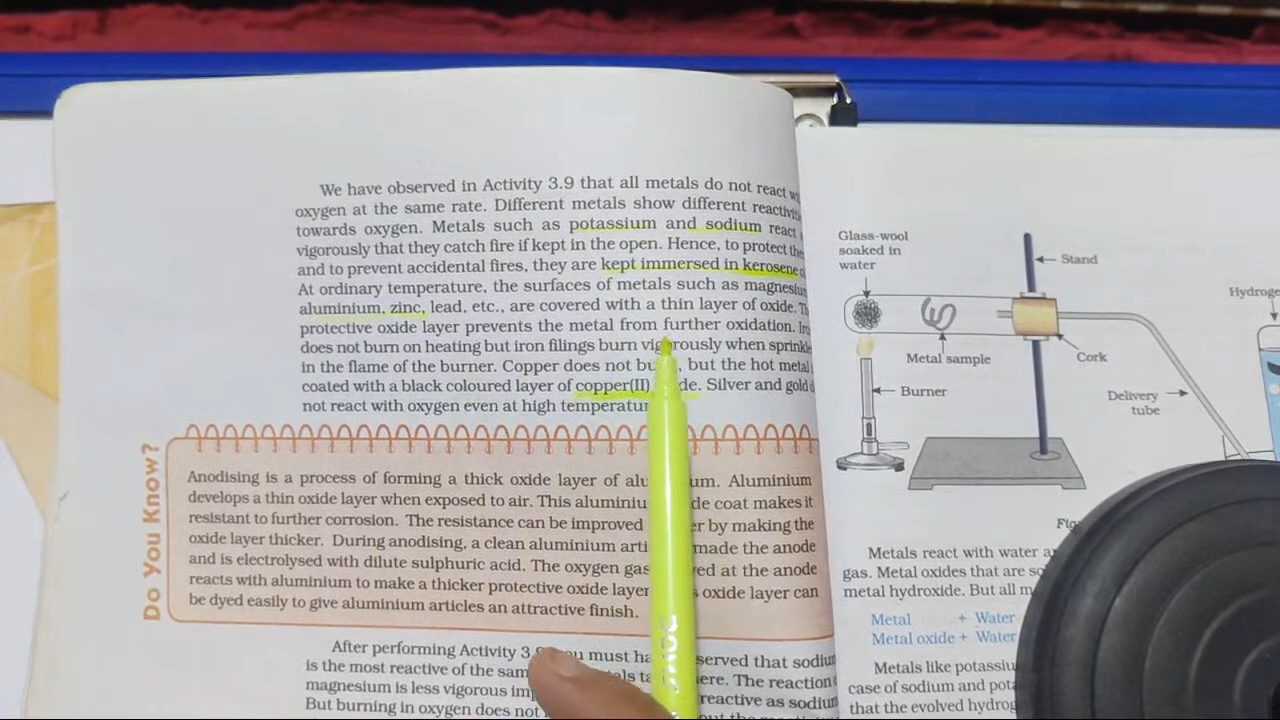 We have observed in Activity 3.9 that all metals do not react
oxygen at the same rate. Different metals show different
towards oxygen. Metals such as potassium and sodium react
vigorously that they catch fire if kept in the open. Hence, to protect
and to prevent accidental fires, they are kept immersed in kerosene
At ordinary temperature, the surfaces of metals such as
aluminium, zinc, lead, etc., are covered with a thin layer of oxide.
protective oxide layer prevents the metal from further oxidation.
does not burn on heating but iron filings burn vigorously when
in the flame of the burner. Copper does not but the hot metal
coated with a black coloured layer of copper(II) Silver and gold
not react with oxygen even at high
Do You Know?
Anodising is a process of forming a thick oxide layer of Aluminium
develops a thin oxide layer when exposed to air. This coat makes it
resistant to further corrosion. The resistance can be improved by making the
oxide layer thicker. During anodising, a clean aluminium made the anode
and is electrolysed with dilute sulphuric acid. The oxygen gas at the anode
reacts with aluminium to make a thicker protective oxide oxide layer can
be dyed easily to give aluminium articles an attractive finish.
After performing Activity must observed that
is the most reactive of the The reaction
magnesium is less vigorous reactive as
But burning in oxygen does not
Glass-wool
soaked in
water
Stand
Metal sample
Cork
Burner
Delivery
tube
Metals react with water
gas. Metal oxides that are
metal hydroxide. But all
Metal + Water
Metal oxide + Water
Metals like
case of sodium and
that the evolved